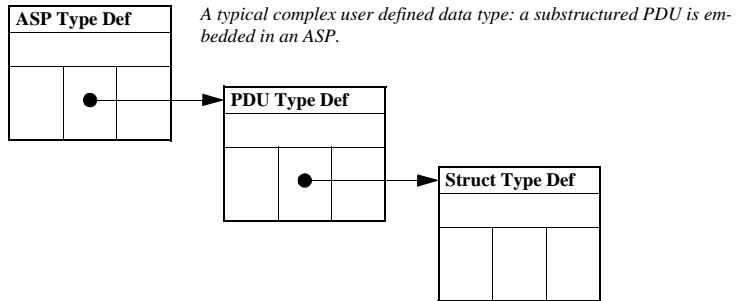 ASP Type Def
A typical complex user defined data type: a substructured PDU is em-
bedded in an ASP.
PDU Type Def
Struct Type Def